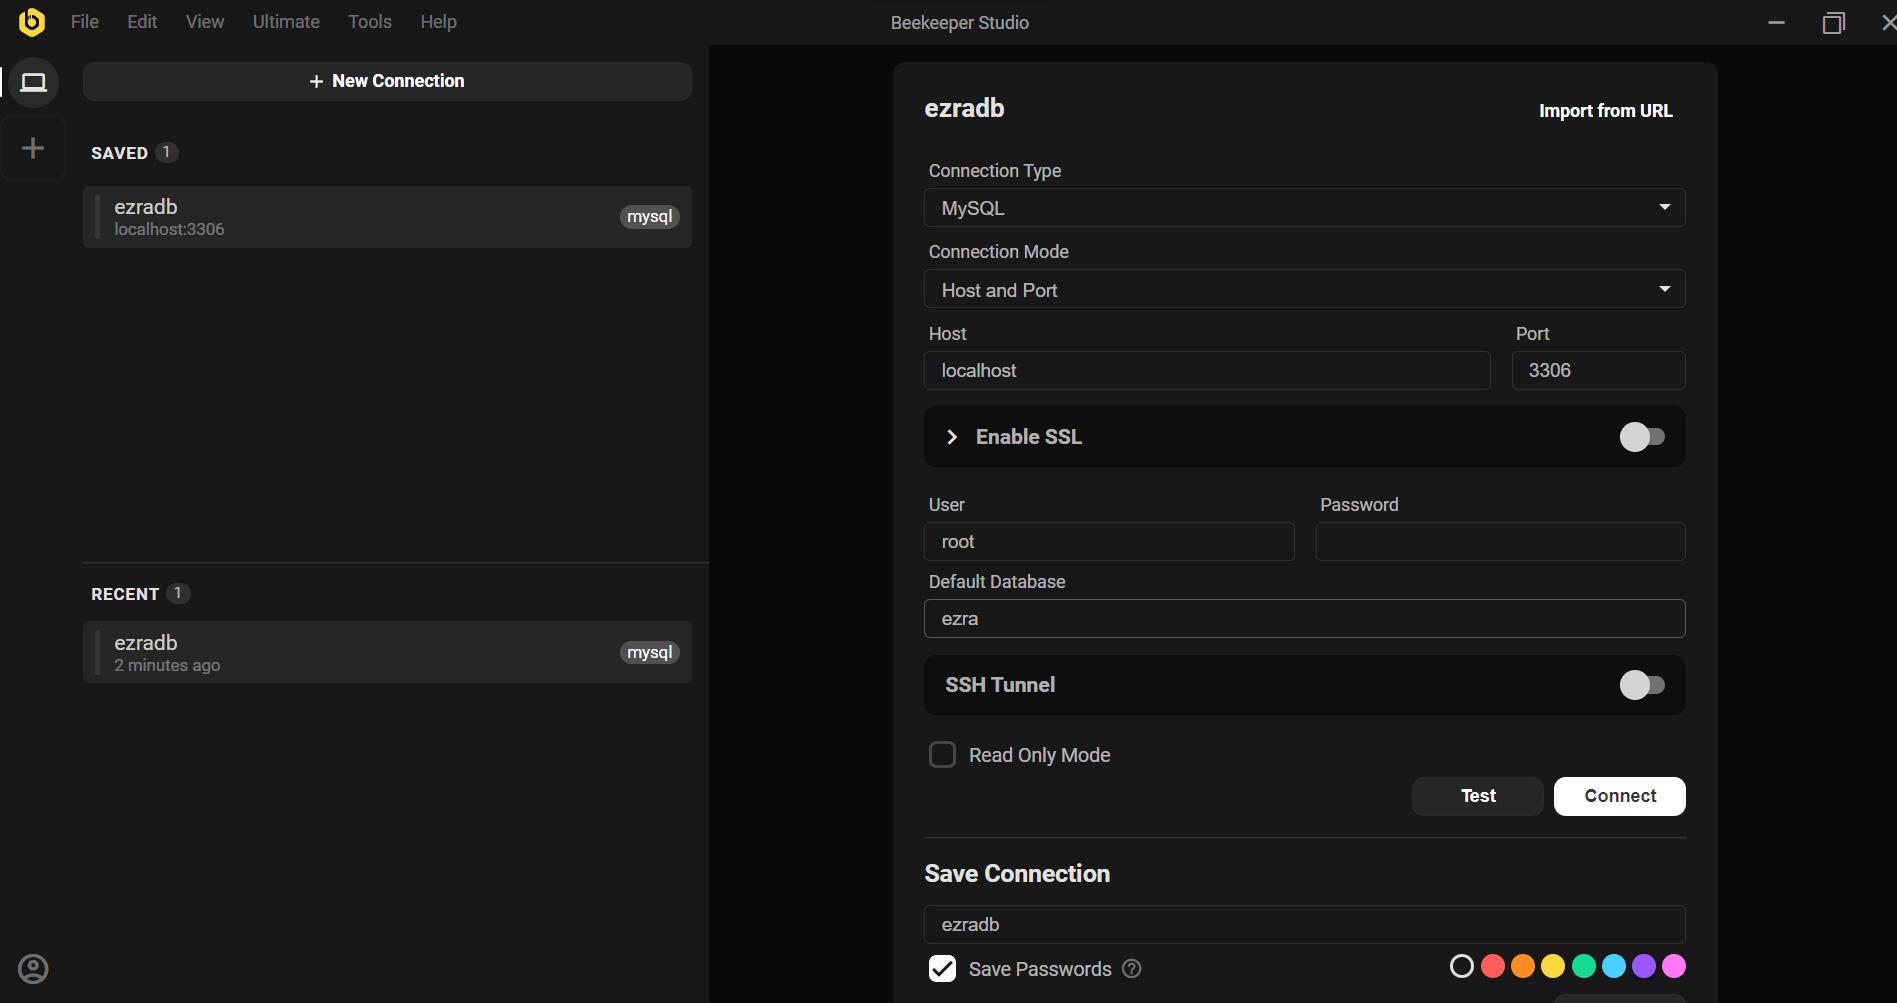 File Edit View Ultimate Tools Help
Beekeeper Studio
+ New Connection
SAVED 1
ezradb
localhost:3306
mysql
RECENT 1
ezradb
2 minutes ago
mysql
ezradb
Import from URL
Connection Type
MySQL
Connection Mode
Host and Port
Host
Port
localhost
3306
Enable SSL
User
Password
root
Default Database
ezra
SSH Tunnel
Read Only Mode
Test
Connect
Save Connection
ezradb
Save Passwords ?